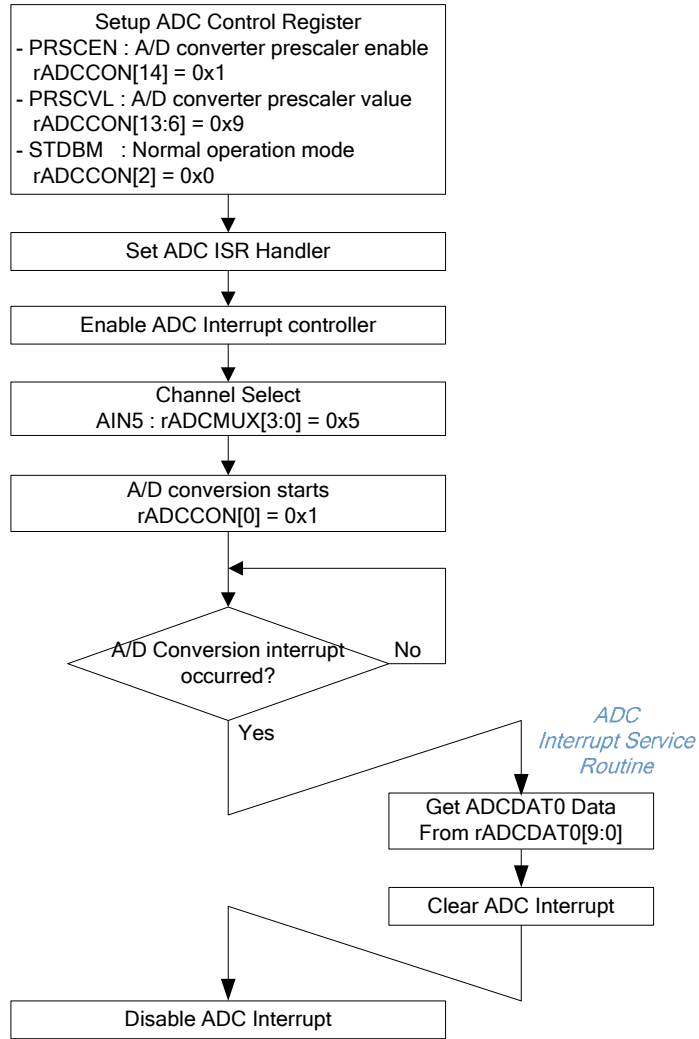 Setup ADC Control Register
- PRSCEN : A/D converter prescaler enable
rADCCON[14] = 0x1
- PRSCVL : A/D converter prescaler value
rADCCON[13:6] = 0x9
- STDBM : Normal operation mode
rADCCON[2] = 0x0
Set ADC ISR Handler
Enable ADC Interrupt controller
Channel Select
AIN5 : rADCMUX[3:0] = 0x5
A/D conversion starts
rADCCON[0] = 0x1
A/D Conversion interrupt
occurred?
No
Yes
ADC
Interrupt Service
Routine
Get ADCDAT0 Data
From rADCDAT0[9:0]
Clear ADC Interrupt
Disable ADC Interrupt